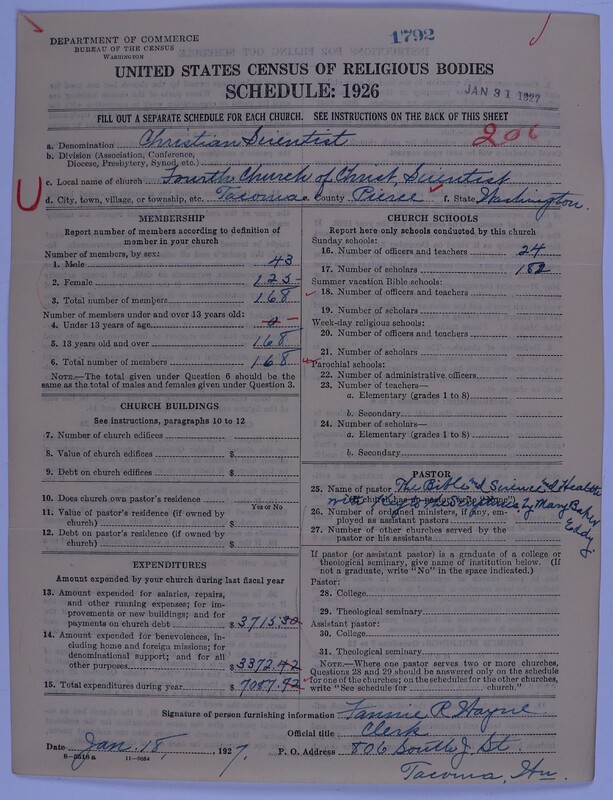 1792
DEPARTMENT OF COMMERCE
BUREAU OF THE CENSUS
WASHINGTON
UNITED STATES CENSUS OF RELIGIOUS BODIES
SCHEDULE: 1926
JAN 31 1927
FILL OUT A SEPARATE SCHEDULE FOR EACH CHURCH. SEE INSTRUCTIONS ON THE BACK OF THIS SHEET
a. Denomination Christian Scientist 206
b. Division (Association, Conference,
Diocese, Presbytery, Synod, etc.)
c. Local name of church Fourth Church of Christ, Scientist
d. City, town, village, or township, etc. Tacoma e. County Pierce f. State Washington.
MEMBERSHIP
Report number of members according to definition of
member in your church
Number of members, by sex:
1. Male 43
2. Female 125
3. Total number of members 168
Number of members under and over 13 years old:
4. Under 13 years of age 0
5. 13 years old and over 168
6. Total number of members 168
NOTE.—The total given under Question 6 should be the
same as the total of males and females given under Question 3.
CHURCH BUILDINGS
See instructions, paragraphs 10 to 12
7. Number of church edifices
8. Value of church edifices $
9. Debt on church edifices $
10. Does church own pastor's residence
Yes or No
11. Value of pastor's residence (if owned by
church) $
12. Debt on pastor's residence (if owned by
church) $
EXPENDITURES
Amount expended by your church during last fiscal year
13. Amount expended for salaries, repairs,
and other running expenses; for im-
provements or new buildings; and for
payments on church debt $ 3715.30
14. Amount expended for benevolences, in-
cluding home and foreign missions; for
denominational support; and for all
other purposes $ 3372.42
15. Total expenditures during year $ 7087.72
CHURCH SCHOOLS
Report here only schools conducted by this church
Sunday schools:
16. Number of officers and teachers 24
17. Number of scholars 182
Summer vacation Bible schools:
18. Number of officers and teachers
19. Number of scholars
Week-day religious schools:
20. Number of officers and teachers
21. Number of scholars
Parochial schools:
22. Number of administrative officers
23. Number of teachers—
a. Elementary (grades 1 to 8)
b. Secondary
24. Number of scholars—
a. Elementary (grades 1 to 8)
b. Secondary
PASTOR
25. Name of pastor The Bible and Science and Health
with Key to the Scriptures by Mary Baker
Eddy.
26. Number of ordained ministers, if any, em-
ployed as assistant pastors
27. Number of other churches served by the
pastor or his assistants
If pastor (or assistant pastor) is a graduate of a college or
theological seminary, give name of institution below. (If
not a graduate, write "No" in the space indicated.)
Pastor:
28. College
29. Theological seminary
Assistant pastor:
30. College
31. Theological seminary
NOTE.—Where one pastor serves two or more churches,
Questions 28 and 29 should be answered only on the schedule
for one of the churches; on the schedules for the other churches,
write "See schedule for church."
Signature of person furnishing information Fannie R. Hayne
Official title Clerk
Date Jan. 18, 1927. P. O. Address 806 South J. St.
8-5518 a 11-9054
Tacoma, Wn